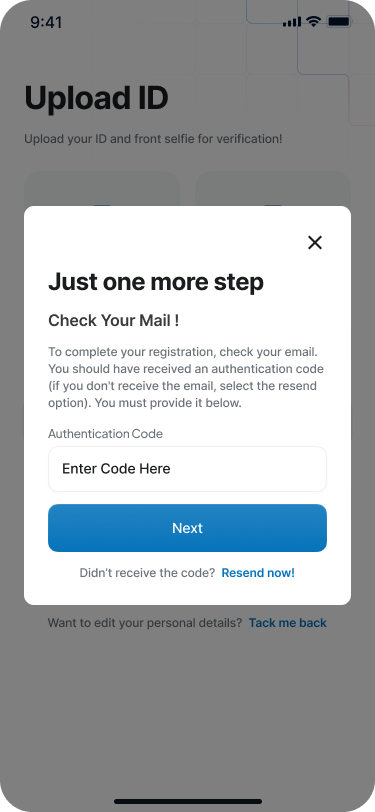 9:41
Upload ID
Upload your ID and front selfie for verification!
Just one more step
Check Your Mail !
To complete your registration, check your email.
You should have received an authentication code
(if you don't receive the email, select the resend
option). You must provide it below.
Authentication Code
Enter Code Here
Next
Didn't receive the code? Resend now!
Want to edit your personal details? Tack me back